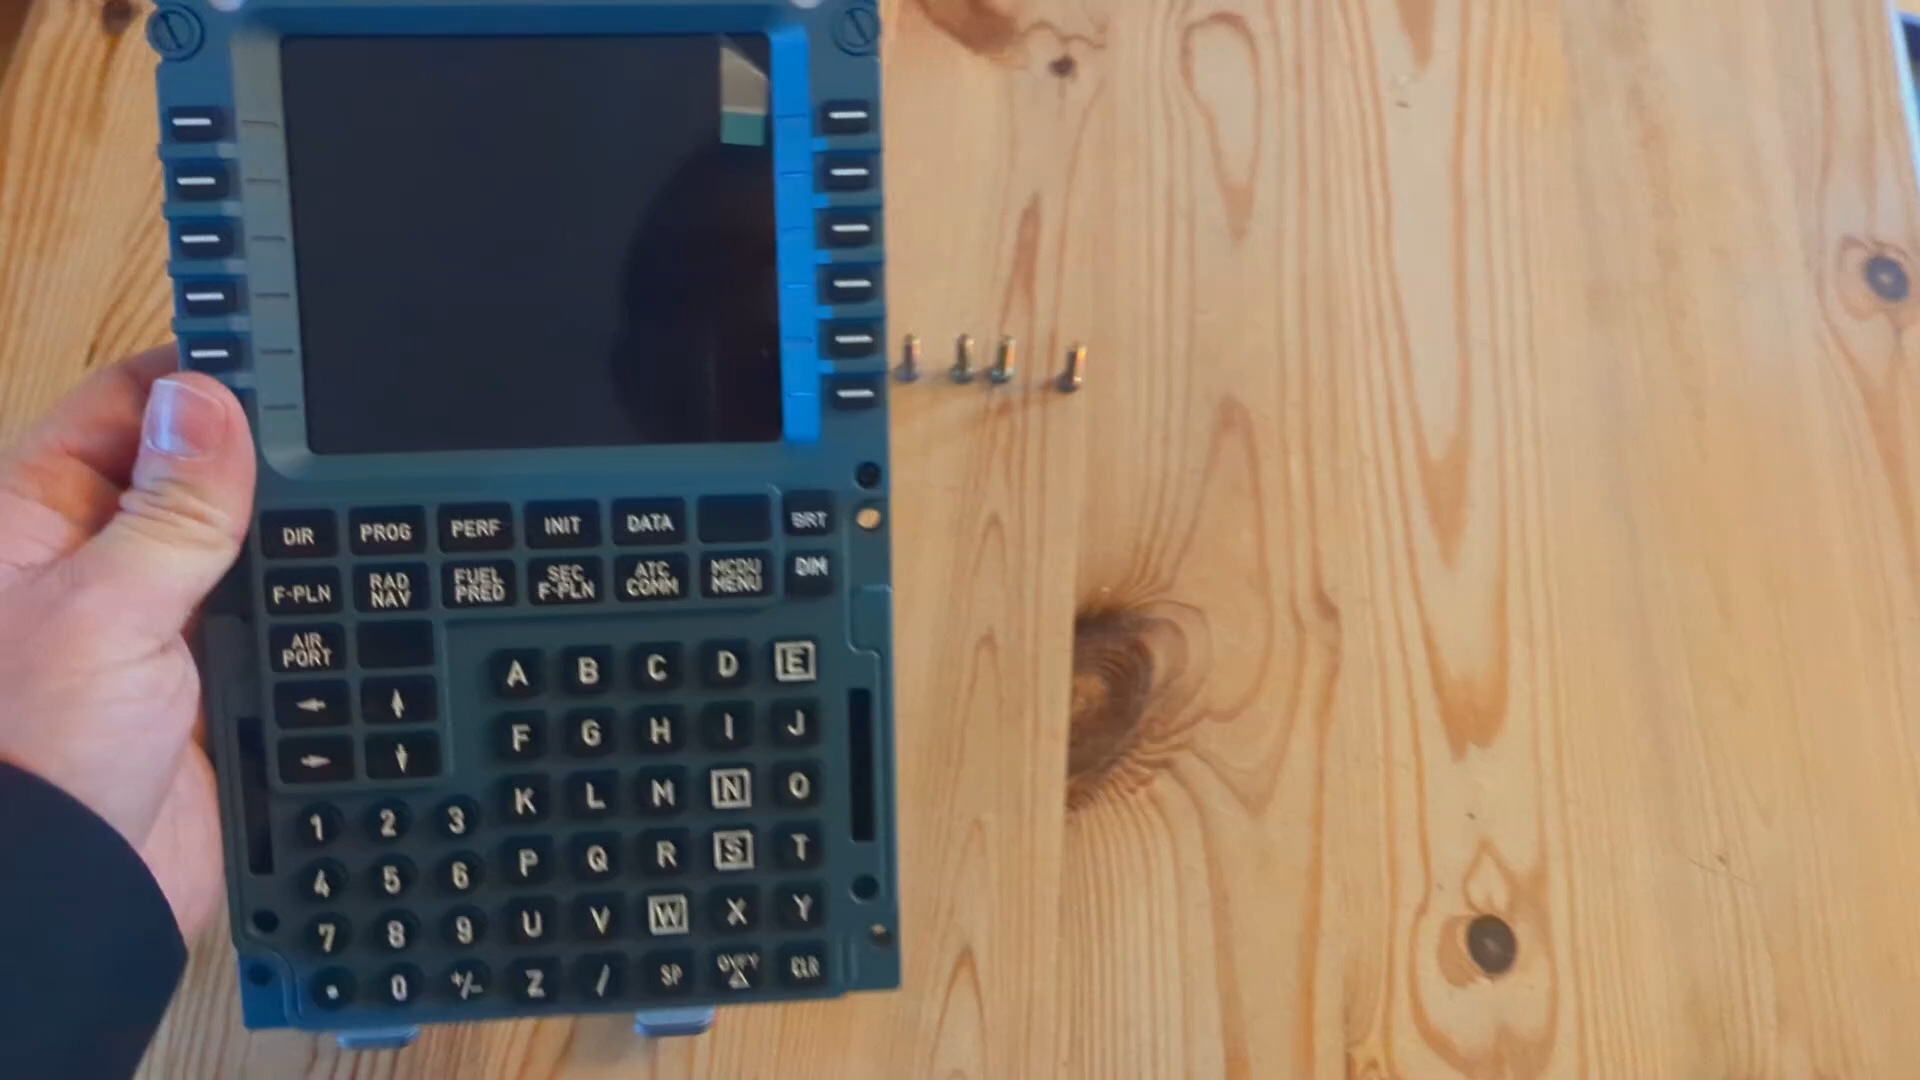 DIR PROG PERF INIT DATA BRT
F-PLN RAD NAV FUEL PRED SEC F-PLN ATC COMM MCDU MENU DIM
AIR PORT
A B C D E
F G H I J
K L M N O
1 2 3
P Q R S T
4 5 6
U V W X Y
7 8 9
. 0 +/- Z / SP OVFY CLR